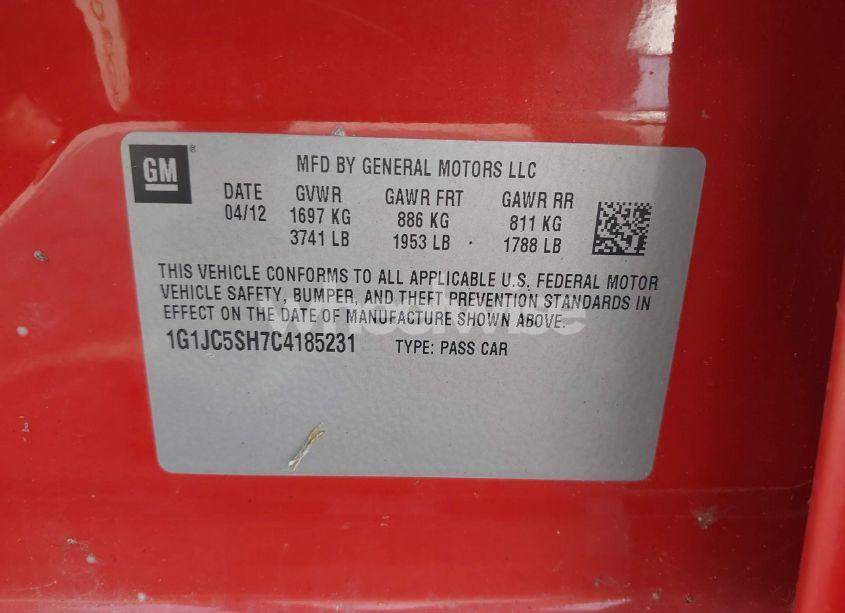 GM ®
MFD BY GENERAL MOTORS LLC
DATE GVWR GAWR FRT GAWR RR
04/12 1697 KG 886 KG 811 KG
3741 LB 1953 LB 1788 LB
THIS VEHICLE CONFORMS TO ALL APPLICABLE U.S. FEDERAL MOTOR
VEHICLE SAFETY, BUMPER, AND THEFT PREVENTION STANDARDS IN
EFFECT ON THE DATE OF MANUFACTURE SHOWN ABOVE.
1G1JC5SH7C4185231 TYPE: PASS CAR